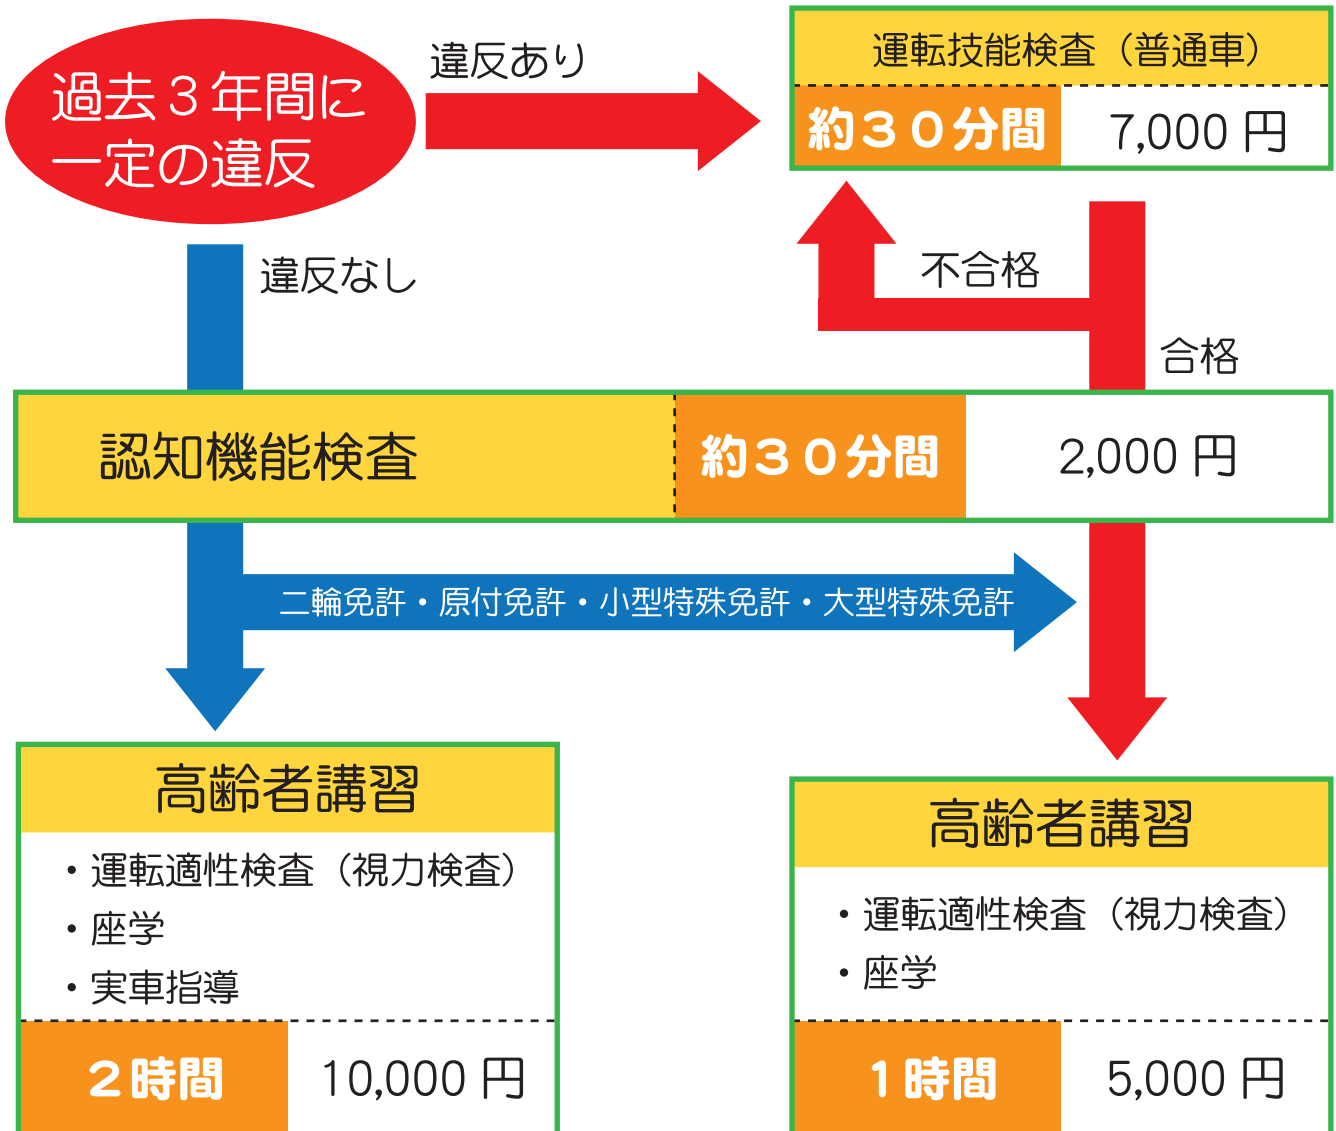 過去３年間に
一定の違反
違反あり
運転技能検査（普通車）
約３０分間
7,000 円
違反なし
不合格
合格
認知機能検査
約３０分間
2,000 円
二輪免許・原付免許・小型特殊免許・大型特殊免許
高齢者講習
・運転適性検査（視力検査）
・座学
・実車指導
２時間
10,000 円
高齢者講習
・運転適性検査（視力検査）
・座学
１時間
5,000 円